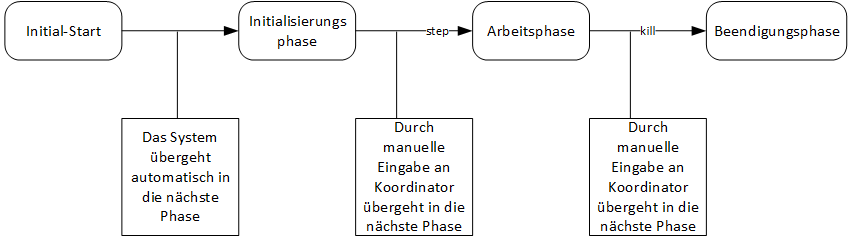 Initial-Start
Initialisierungs
phase
step
Arbeitsphase
kill
Beendigungsphase
Das System
übergeht
automatisch in
die nächste
Phase
Durch
manuelle
Eingabe an
Koordinator
übergeht in die
nächste Phase
Durch
manuelle
Eingabe an
Koordinator
übergeht in die
nächste Phase